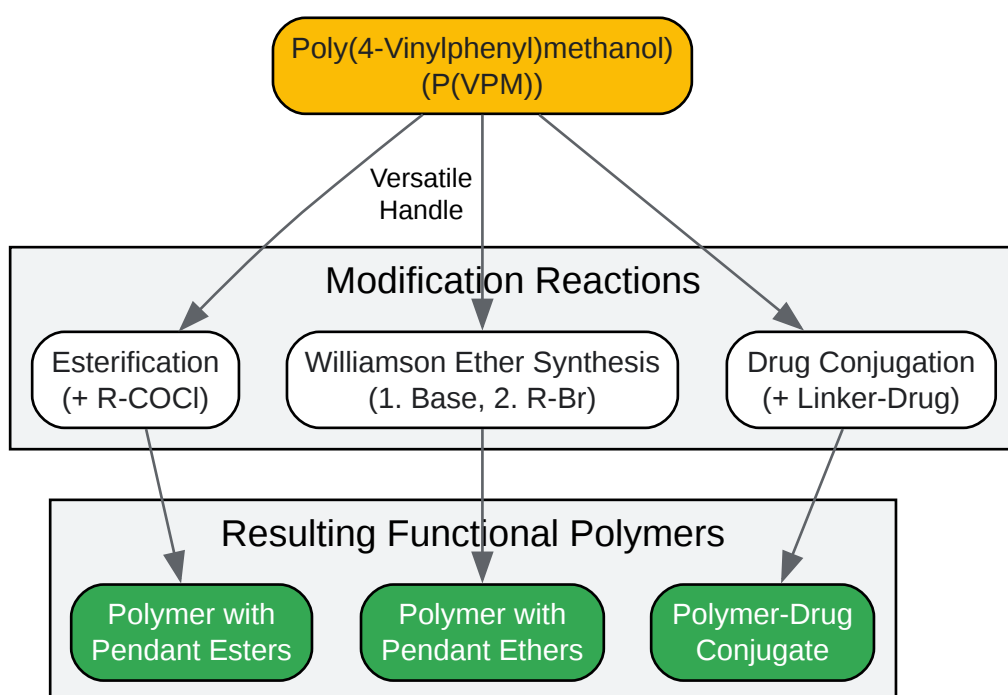 Poly(4-Vinylphenyl)methanol)
(P(VPM))
Versatile
Handle
Modification Reactions
Esterification
(+ R-COCl)
Williamson Ether Synthesis
(1. Base, 2. R-Br)
Drug Conjugation
(+ Linker-Drug)
Resulting Functional Polymers
Polymer with
Pendant Esters
Polymer with
Pendant Ethers
Polymer-Drug
Conjugate